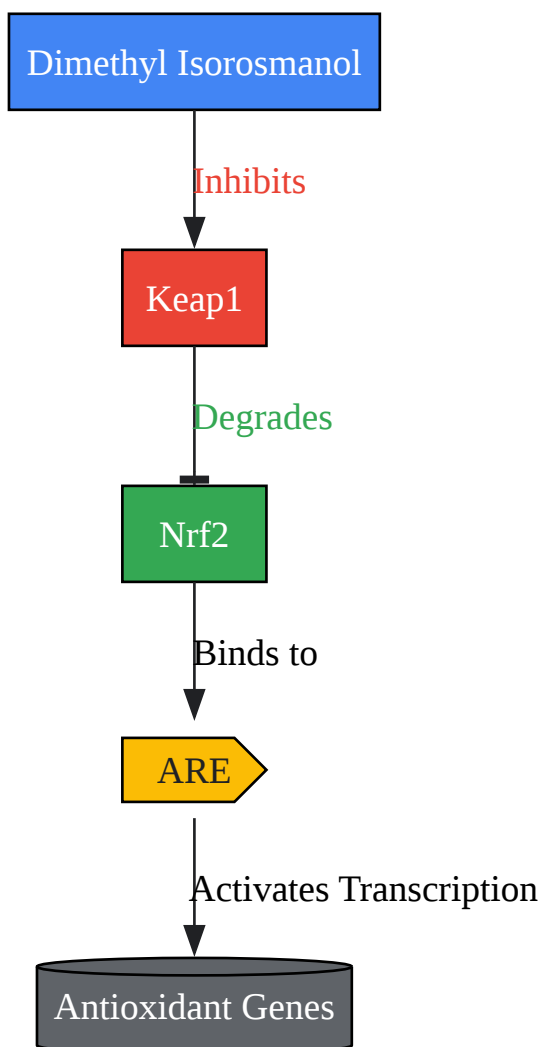 Dimethyl Isorosmanol
Inhibits
Keap1
Degrades
Nrf2
Binds to
ARE
Activates Transcription
Antioxidant Genes